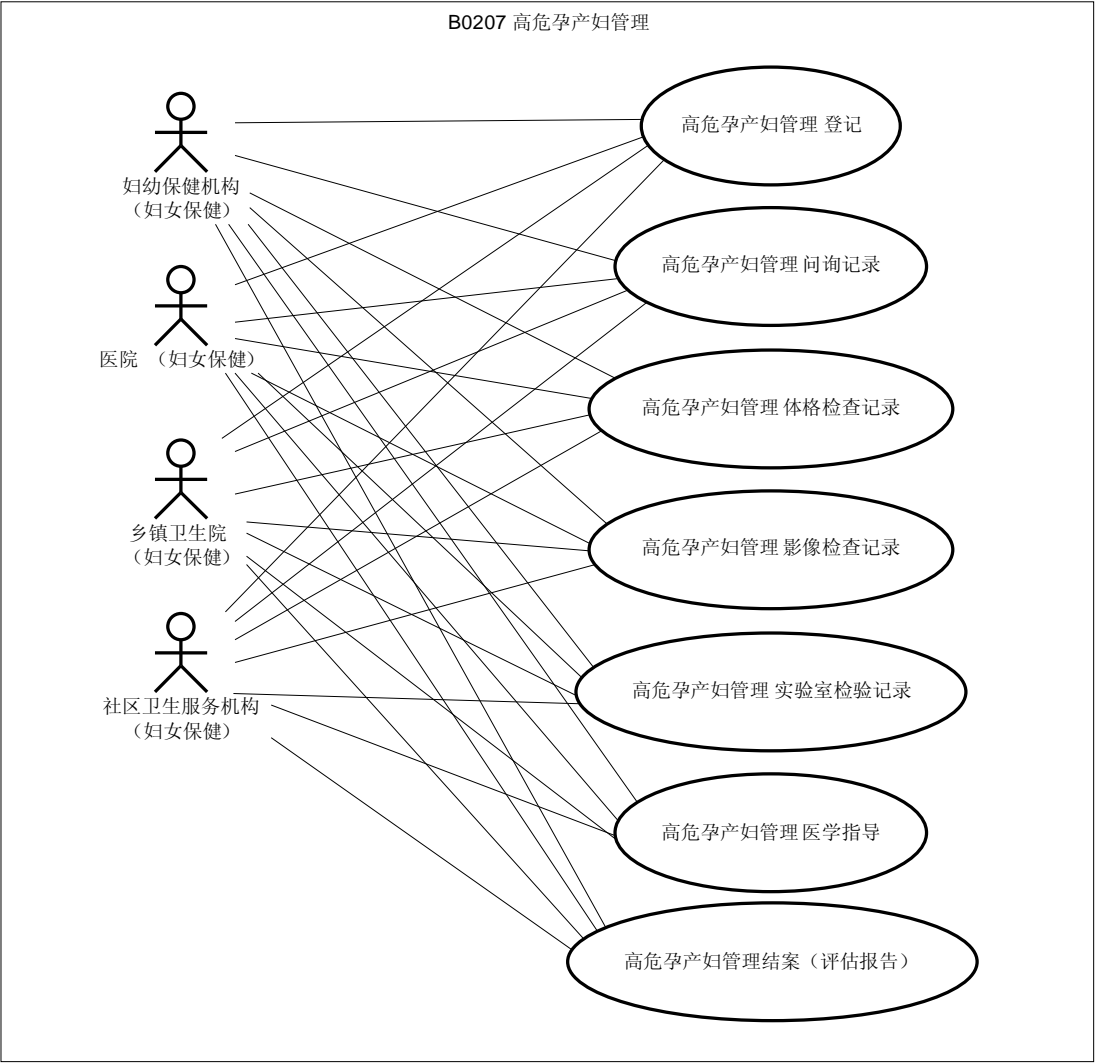 B0207 高危孕产妇管理
妇幼保健机构
（妇女保健）
医院 （妇女保健）
乡镇卫生院
（妇女保健）
社区卫生服务机构
（妇女保健）
高危孕产妇管理 登记
高危孕产妇管理 问询记录
高危孕产妇管理 体格检查记录
高危孕产妇管理 影像检查记录
高危孕产妇管理 实验室检验记录
高危孕产妇管理 医学指导
高危孕产妇管理结案（评估报告）